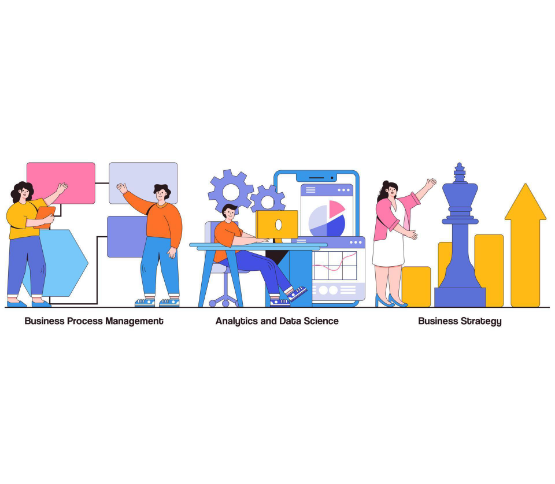 Business Process Management
Analytics and Data Science
Business Strategy